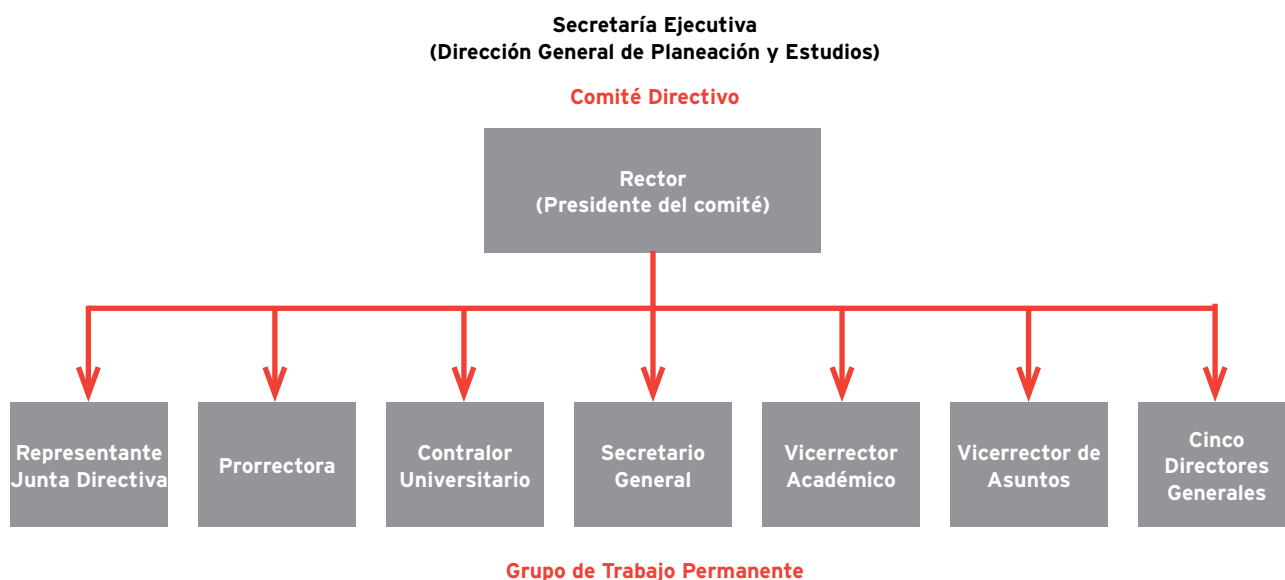 Secretaría Ejecutiva
(Dirección General de Planeación y Estudios)
Comité Directivo
Rector
(Presidente del comité)
Representante
Junta Directiva
Prorrectora
Contralor
Universitario
Secretario
General
Vicerrector
Académico
Vicerrector de
Asuntos
Cinco
Directores
Generales
Grupo de Trabajo Permanente